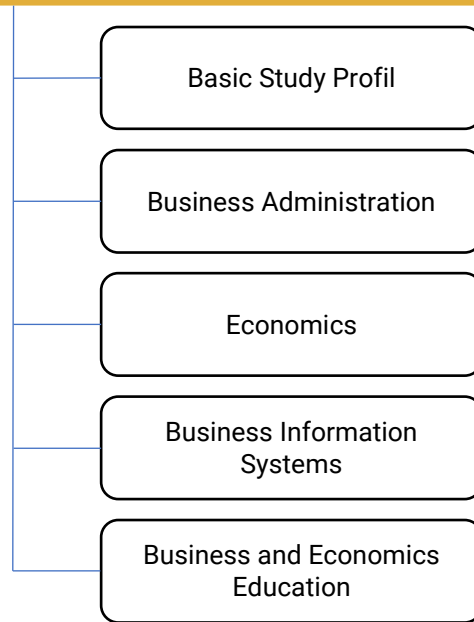 Basic Study Profil
Business Administration
Economics
Business Information
Systems
Business and Economics
Education